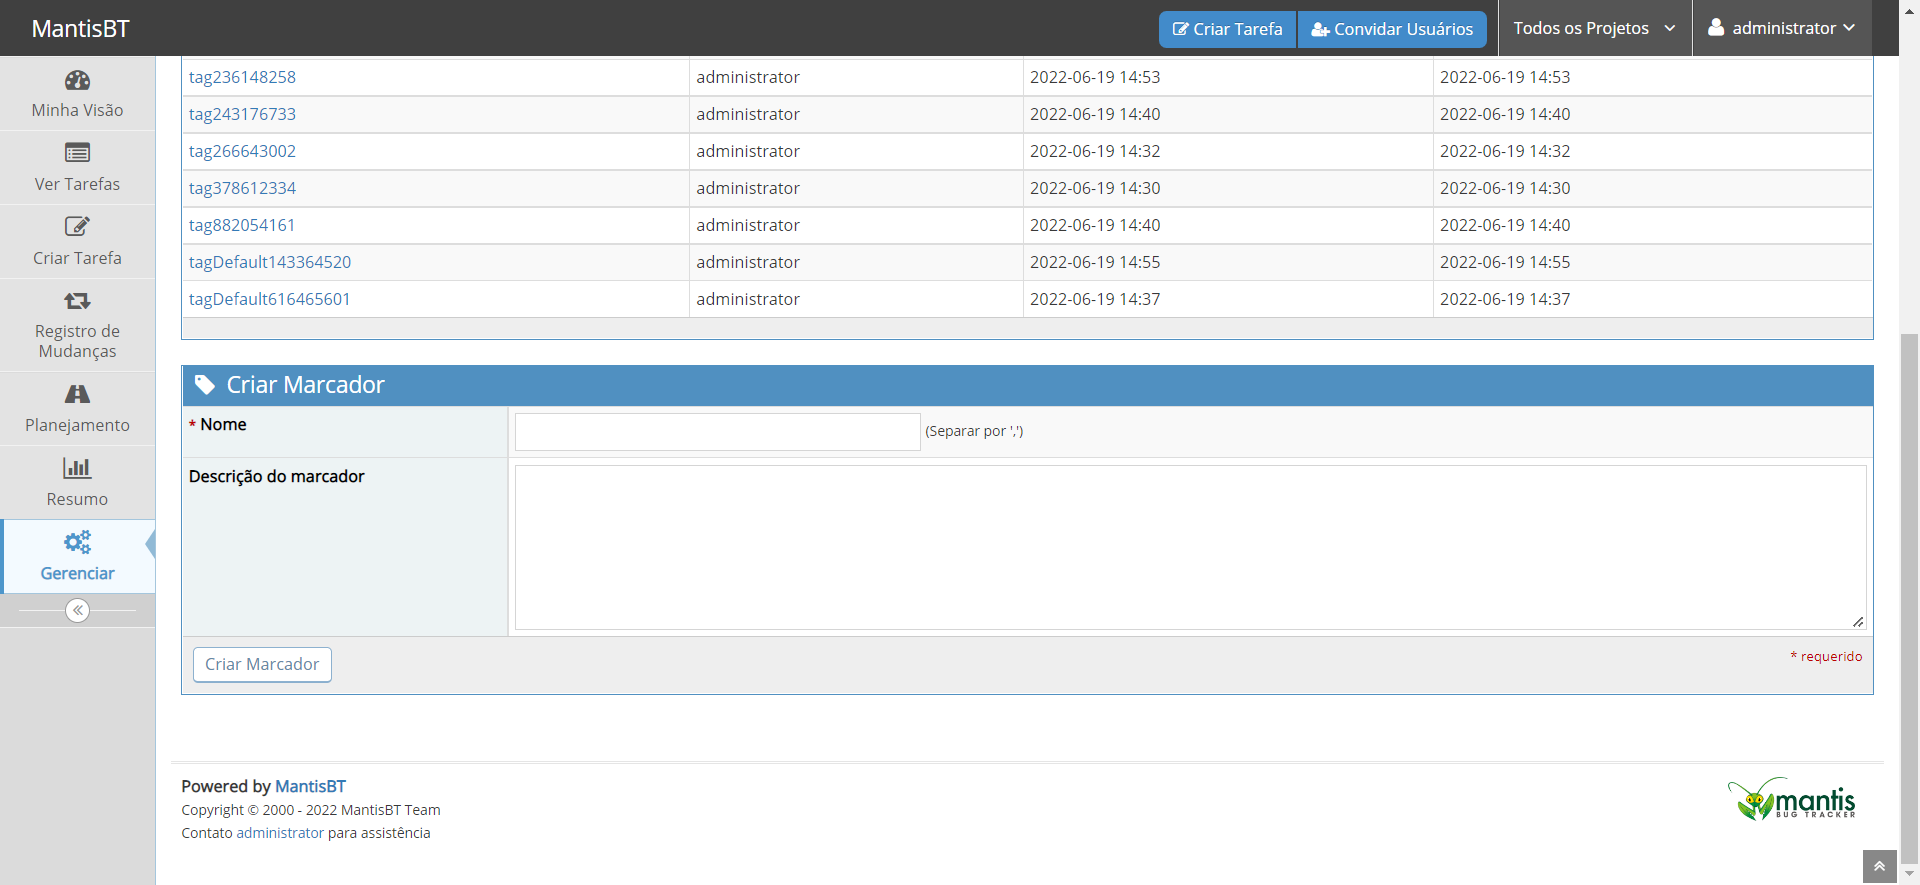 MantisBT
Criar Tarefa
Convidar Usuários
Todos os Projetos
administrator
Minha Visão
Ver Tarefas
Criar Tarefa
Registro de
Mudanças
Planejamento
Resumo
Gerenciar
tag236148258 administrator 2022-06-19 14:53 2022-06-19 14:53
tag243176733 administrator 2022-06-19 14:40 2022-06-19 14:40
tag266643002 administrator 2022-06-19 14:32 2022-06-19 14:32
tag378612334 administrator 2022-06-19 14:30 2022-06-19 14:30
tag882054161 administrator 2022-06-19 14:40 2022-06-19 14:40
tagDefault143364520 administrator 2022-06-19 14:55 2022-06-19 14:55
tagDefault616465601 administrator 2022-06-19 14:37 2022-06-19 14:37
Criar Marcador
* Nome
(Separar por ',')
Descrição do marcador
Criar Marcador
* requerido
Powered by MantisBT
Copyright © 2000 - 2022 MantisBT Team
Contato administrator para assistência
mantis
BUG TRACKER